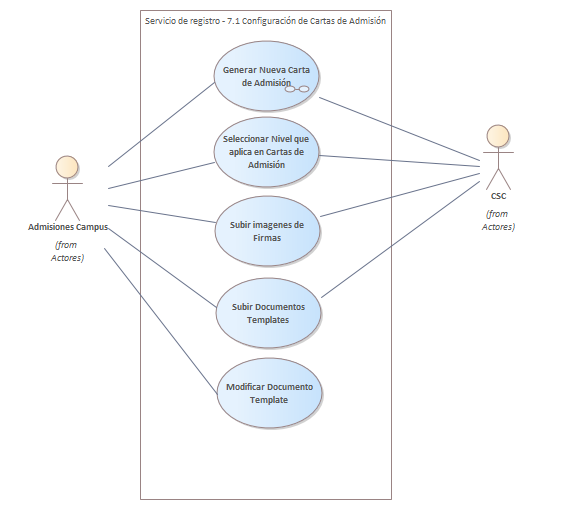 Servicio de registro - 7.1 Configuración de Cartas de Admisión
Generar Nueva Carta
de Admisión
Seleccionar Nivel que
aplica en Cartas de
Admisión
Subir imagenes de
Firmas
Subir Documentos
Templates
Modificar Documento
Template
Admisiones Campus
(from
Actores)
CSC
(from
Actores)